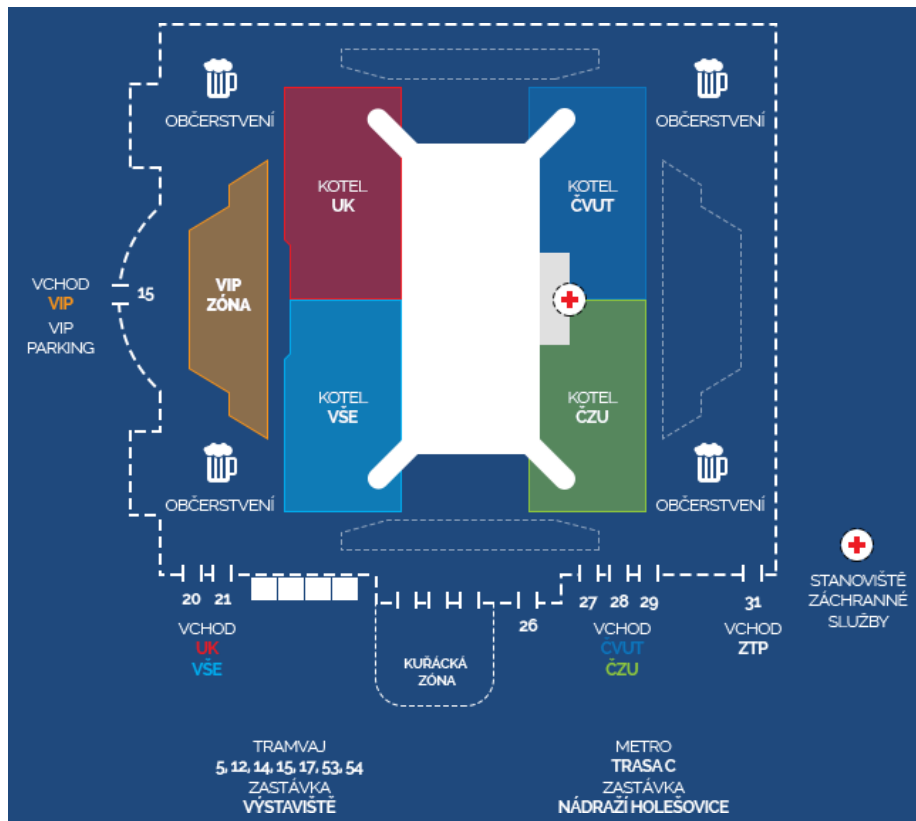 OBČERSTVENÍ
OBČERSTVENÍ
KOTEL
UK
KOTEL
ČVUT
VCHOD
VIP
VIP
PARKING
15
VIP
ZÓNA
KOTEL
VŠE
KOTEL
ČZU
OBČERSTVENÍ
OBČERSTVENÍ
20
21
VCHOD
UK
VŠE
KUŘÁCKÁ
ZÓNA
26
27
28
29
VCHOD
ČVUT
ČZU
31
VCHOD
ZTP
STANOVIŠTĚ
ZÁCHRANNÉ
SLUŽBY
TRAMVAJ
5, 12, 14, 15, 17, 53, 54
ZASTÁVKA
VÝSTAVIŠTĚ
METRO
TRASA C
ZASTÁVKA
NÁDRAŽÍ HOLEŠOVICE